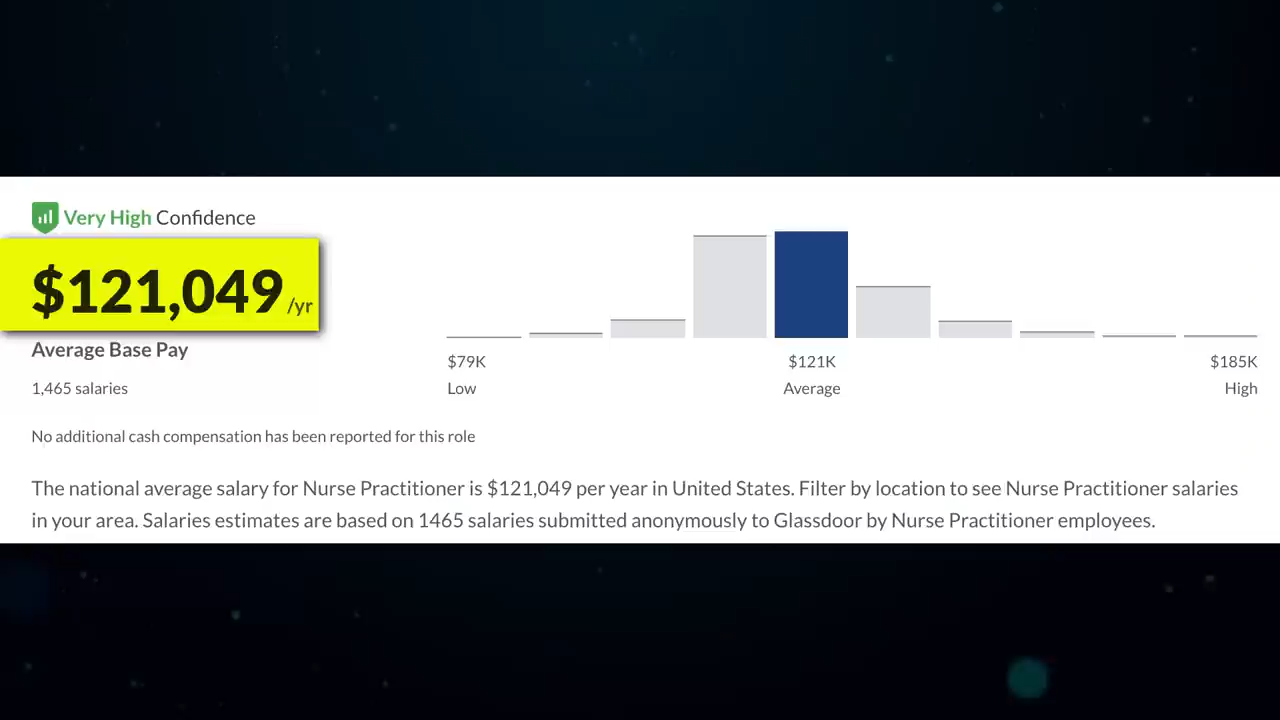 Very High Confidence
$121,049 /yr
Average Base Pay
1,465 salaries
$79K
Low
$121K
Average
$185K
High
No additional cash compensation has been reported for this role
The national average salary for Nurse Practitioner is $121,049 per year in United States. Filter by location to see Nurse Practitioner salaries
in your area. Salaries estimates are based on 1465 salaries submitted anonymously to Glassdoor by Nurse Practitioner employees.